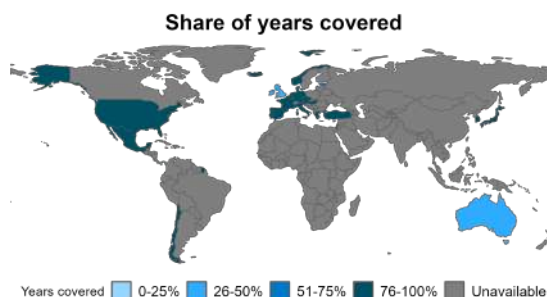 Share of years covered
Years covered 0-25% 26-50% 51-75% 76-100% Unavailable